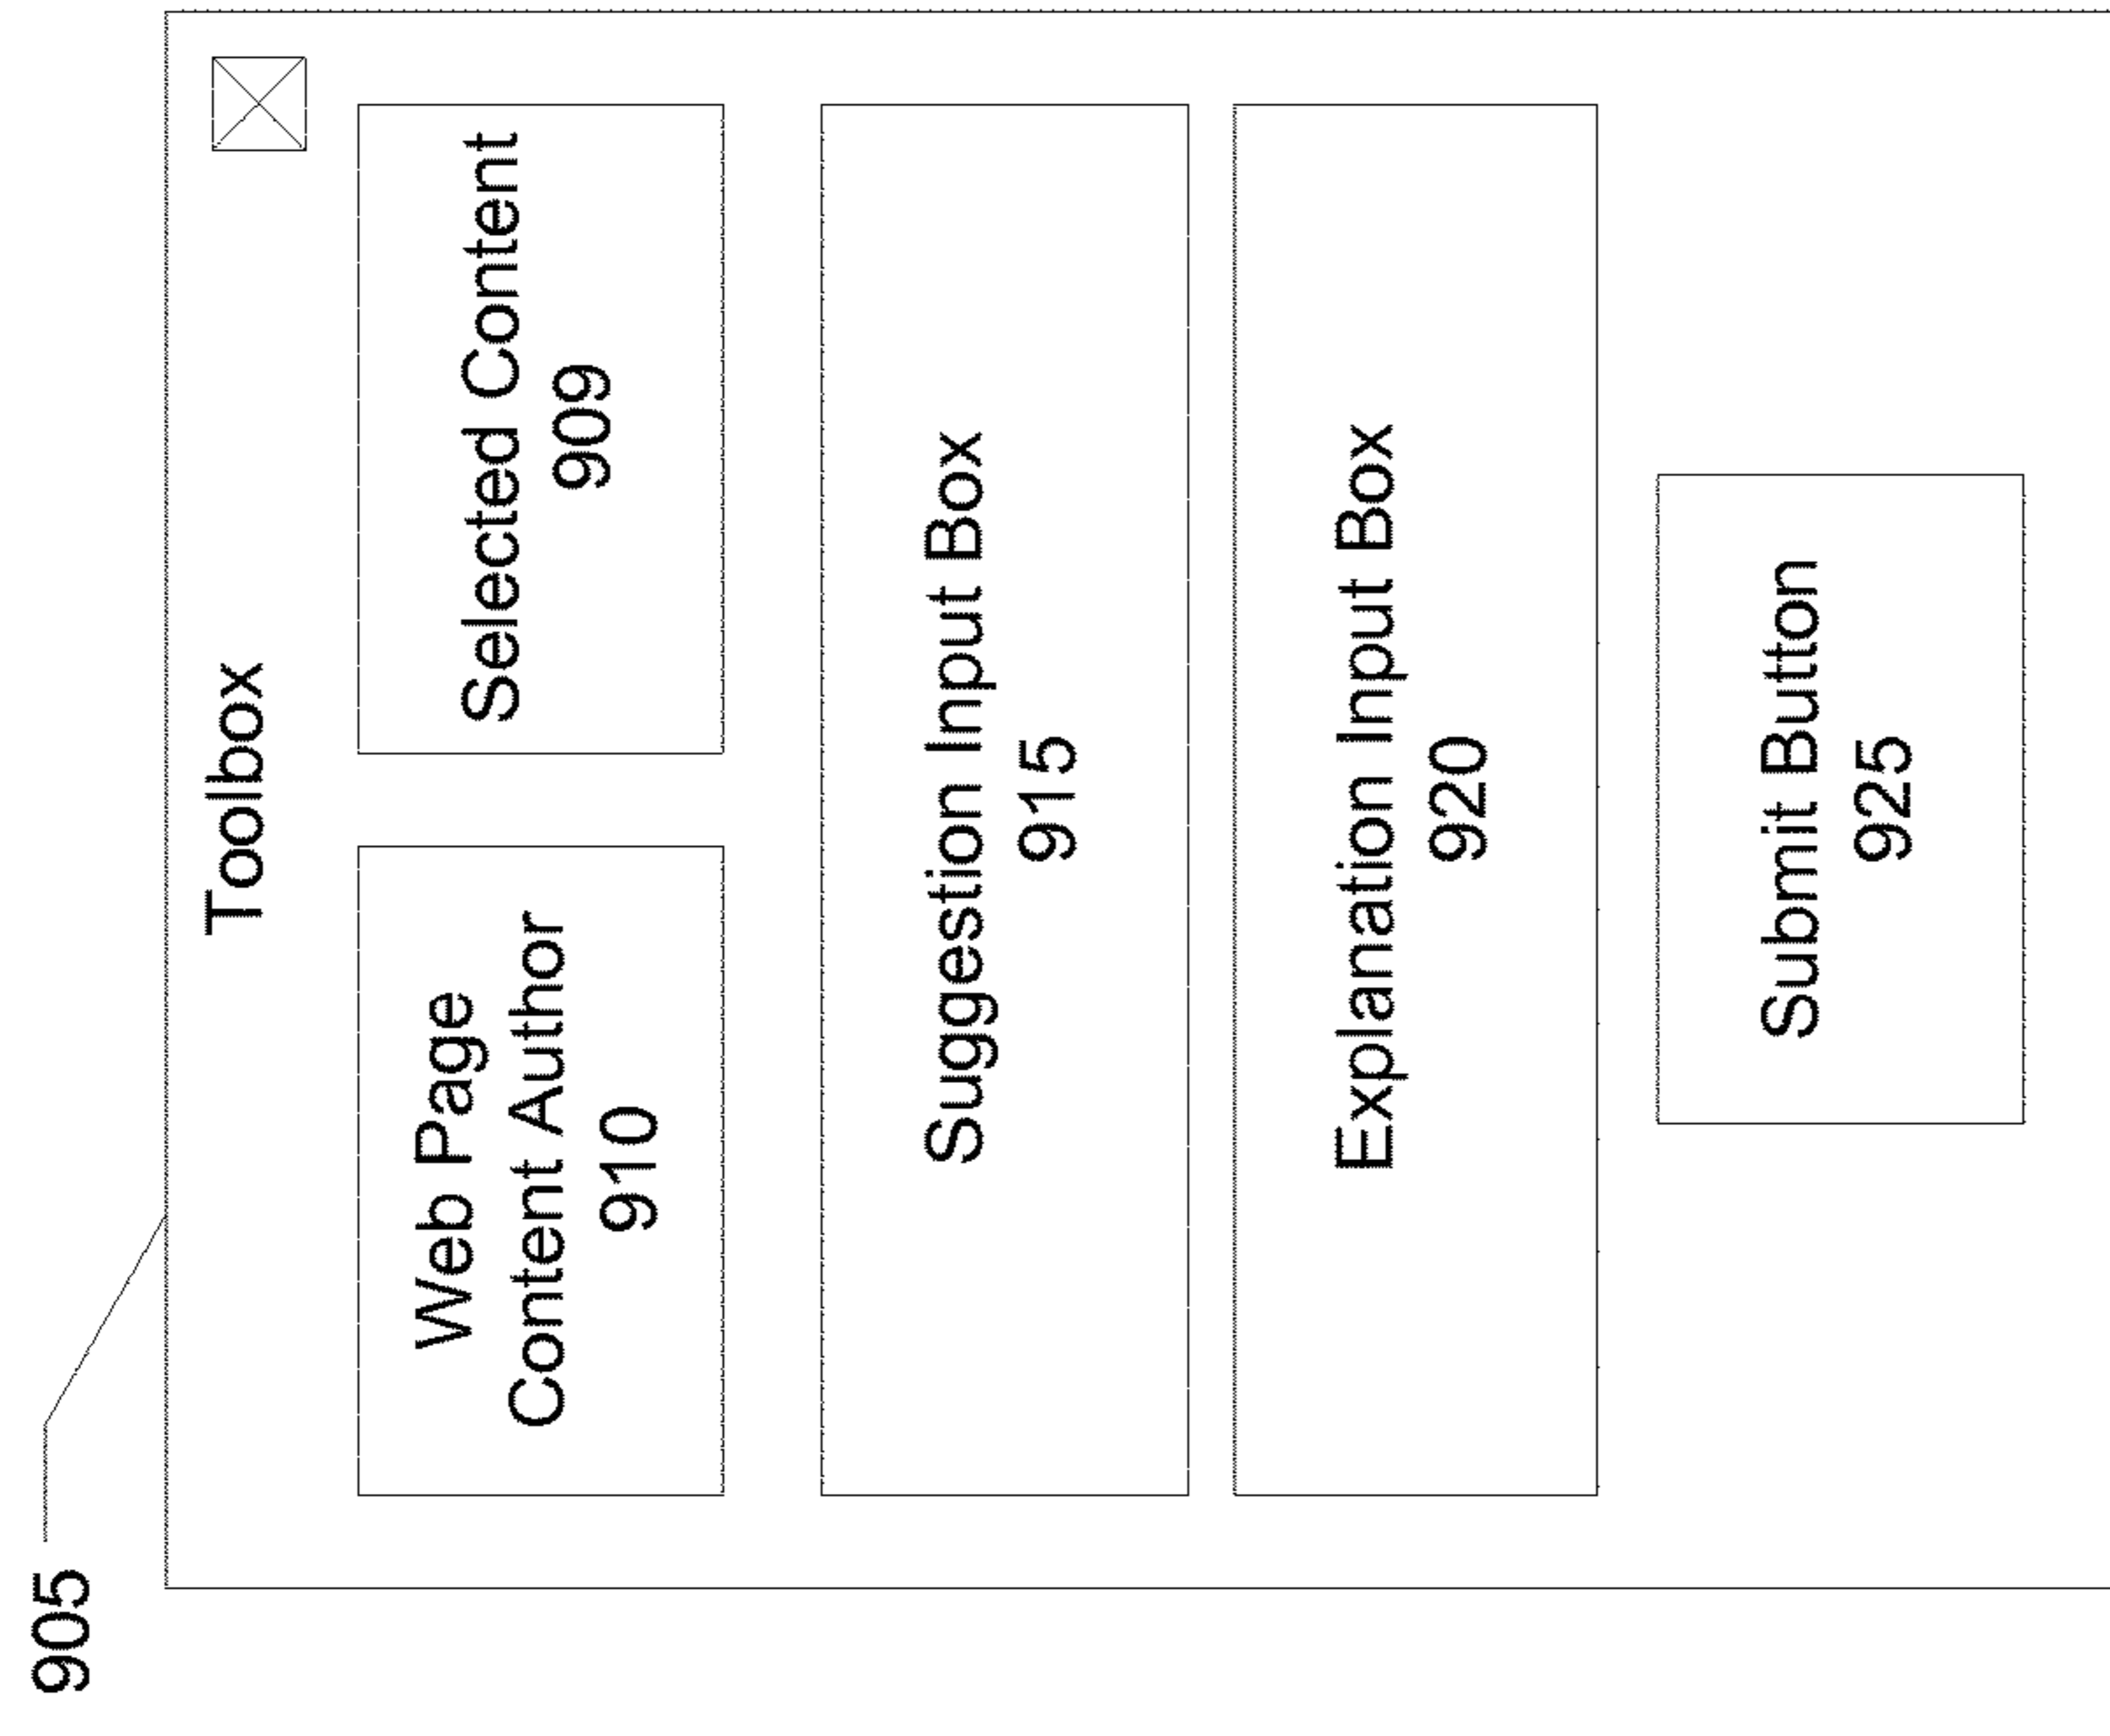 905
Toolbox
Web Page
Content Author
910
Selected Content
909
Suggestion Input Box
915
Explanation Input Box
920
Submit Button
925